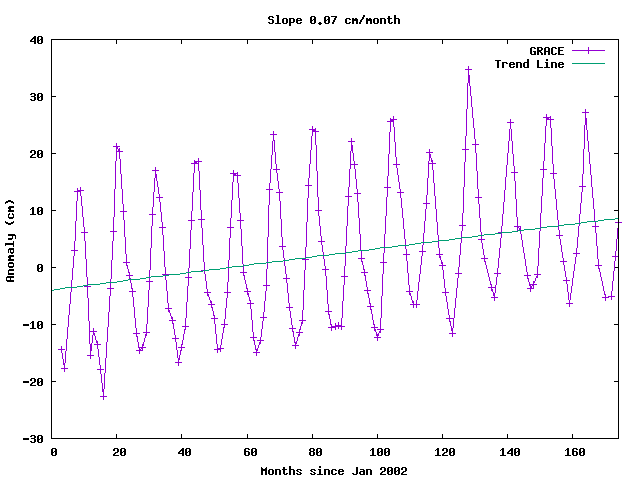 Slope 0.07 cm/month
GRACE
Trend Line
40
30
20
10
0
-10
-20
-30
Anomaly (cm)
0 20 40 60 80 100 120 140 160
Months since Jan 2002